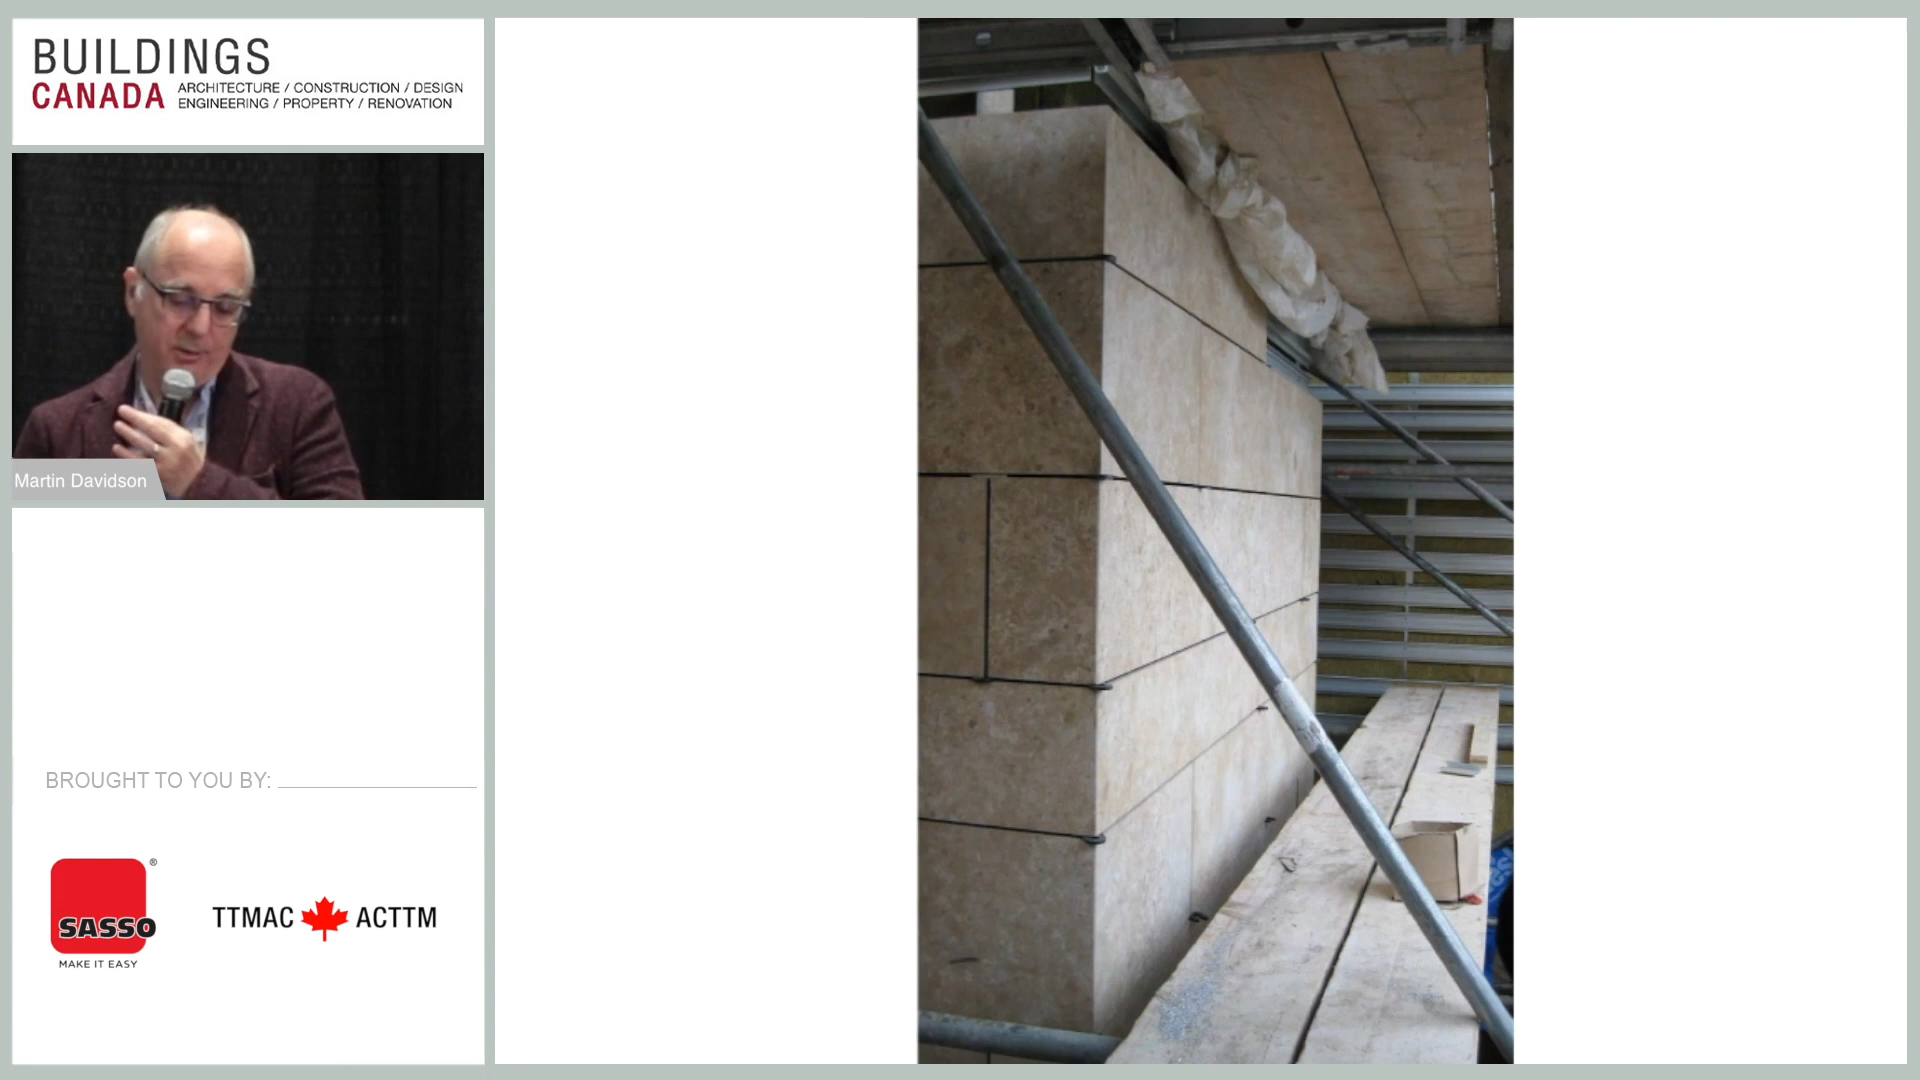 BUILDINGS
CANADA ARCHITECTURE / CONSTRUCTION / DESIGN
ENGINEERING / PROPERTY / RENOVATION
Martin Davidson
BROUGHT TO YOU BY:
SASSO ®
MAKE IT EASY
TTMAC ACTTM